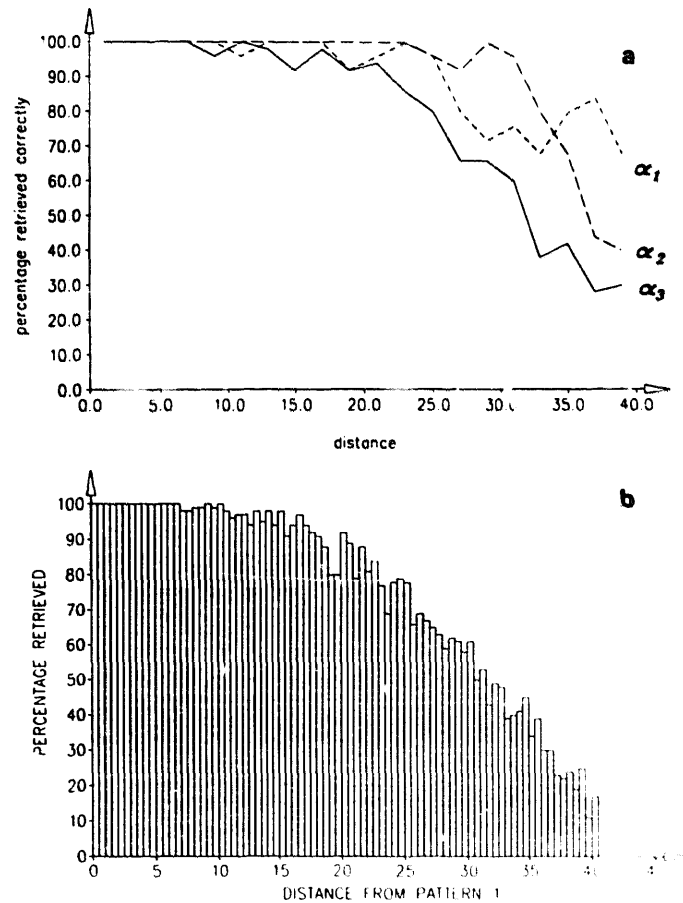 a
100.0
90.0
80.0
70.0
60.0
50.0
40.0
30.0
20.0
10.0
0.0
percentage retrieved correctly
α1
α2
α3
0.0 5.0 10.0 15.0 20.0 25.0 30.0 35.0 40.0
distance
b
100
90
80
70
60
50
40
30
20
10
0
PERCENTAGE RETRIEVED
0 5 10 15 20 25 30 35
DISTANCE FROM PATTERN 1